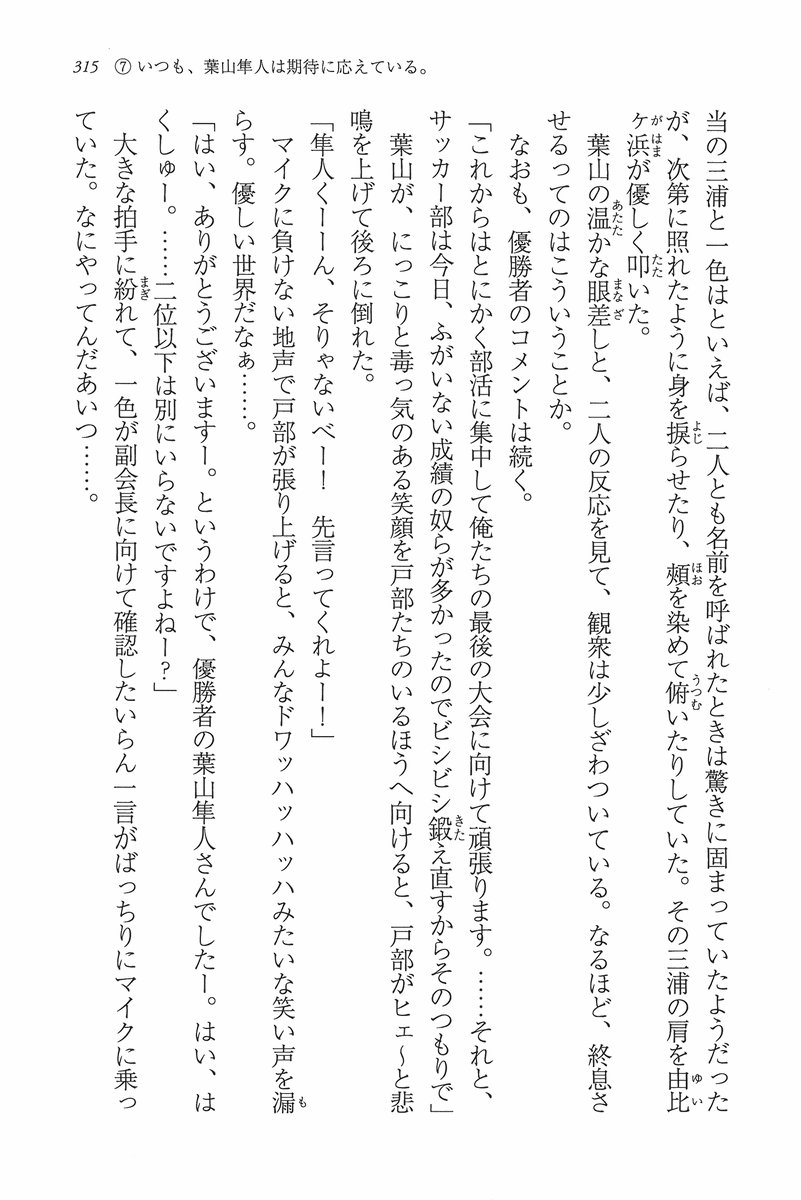 315 ⑦いつも、葉山隼人は期待に応えている。
当の三浦と一色はといえば、二人とも名前を呼ばれたときは驚きに固まっていたようだった
が、次第に照れたように身を捩らせたり、頰を染めて俯いたりしていた。その三浦の肩を由比
ヶ浜が優しく叩いた。
　葉山の温かな眼差しと、二人の反応を見て、観衆は少しざわついている。なるほど、終息さ
せるってのはこういうことか。
　なおも、優勝者のコメントは続く。
「これからはとにかく部活に集中して俺たちの最後の大会に向けて頑張ります。……それと、
サッカー部は今日、ふがいない成績の奴らが多かったのでビシビシ鍛え直すからそのつもりで」
　葉山が、にっこりと毒っ気のある笑顔を戸部たちのいるほうへ向けると、戸部がヒェ～と悲
鳴を上げて後ろに倒れた。
「隼人くーーん、そりゃないべー！　先言ってくれよー！」
　マイクに負けない地声で戸部が張り上げると、みんなドワッハッハッハみたいな笑い声を漏
らす。優しい世界だなぁ……。
「はい、ありがとうございますー。というわけで、優勝者の葉山隼人さんでしたー。はい、は
くしゅー。……二位以下は別にいらないですよねー？」
　大きな拍手に紛れて、一色が副会長に向けて確認したいらん一言がばっちりにマイクに乗っ
ていた。なにやってんだあいつ……。